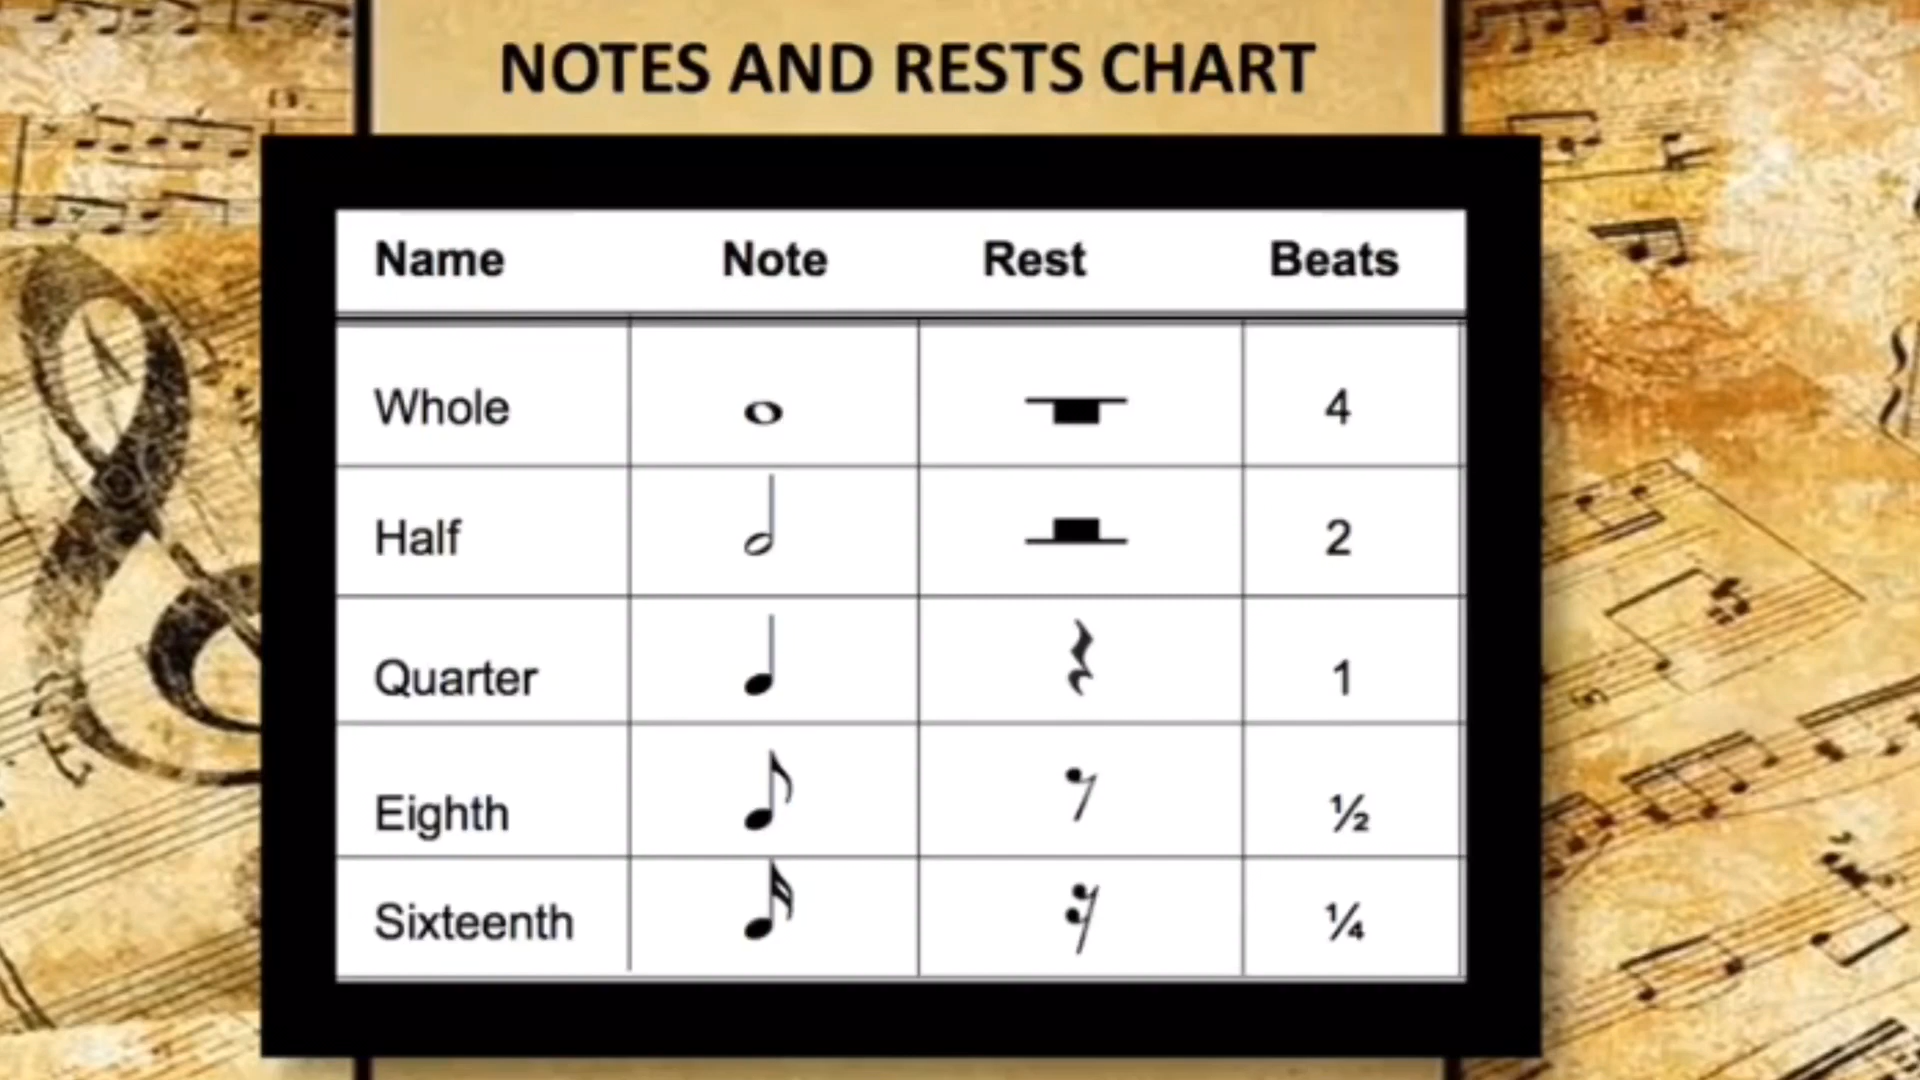 NOTES AND RESTS CHART
Name Note Rest Beats
Whole 4
Half 2
Quarter 1
Eighth ½
Sixteenth ¼